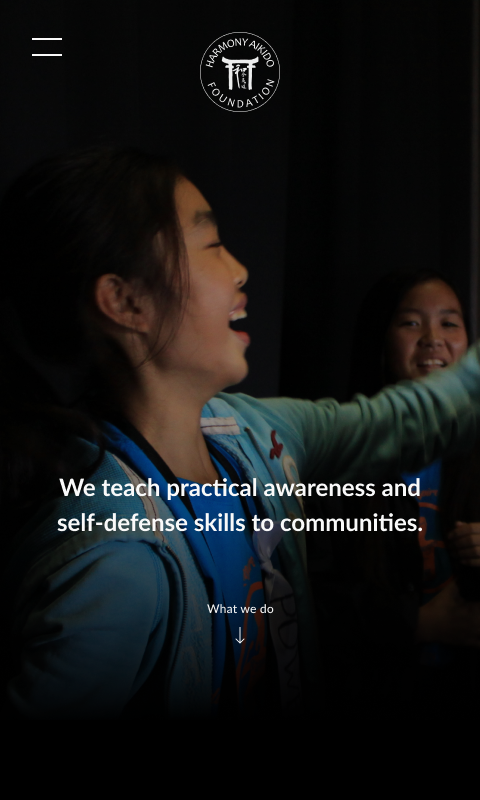 HARMONY AIKIDO
FOUNDATION
We teach practical awareness and
self-defense skills to communities.
What we do